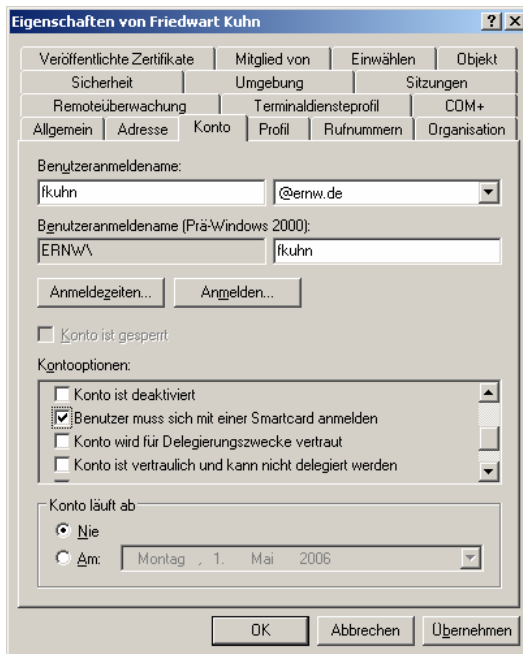 Eigenschaften von Friedwart Kuhn
Veröffentlichte Zertifikate Mitglied von Einwählen Objekt
Sicherheit Umgebung Sitzungen
Remoteüberwachung Terminaldiensteprofil COM+
Allgemein Adresse Konto Profil Rufnummern Organisation
Benutzeranmeldename:
fkuhn @ernw.de
Benutzeranmeldename (Prä-Windows 2000):
ERNW\ fkuhn
Anmeldezeiten... Anmelden...
Konto ist gesperrt
Kontooptionen:
Konto ist deaktiviert
Benutzer muss sich mit einer Smartcard anmelden
Konto wird für Delegierungszwecke vertraut
Konto ist vertraulich und kann nicht delegiert werden
Konto läuft ab
Nie
Am: Montag , 1. Mai 2006
OK Abbrechen Übernehmen